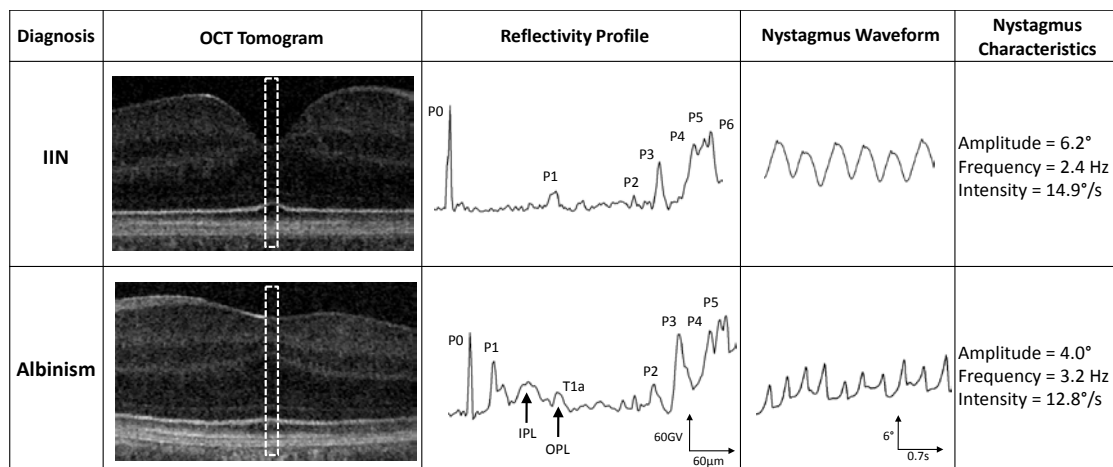 Diagnosis
OCT Tomogram
Reflectivity Profile
Nystagmus Waveform
Nystagmus
Characteristics
IIN
P0
P1
P2
P3
P4
P5
P6
Amplitude = 6.2°
Frequency = 2.4 Hz
Intensity = 14.9°/s
Albinism
P0
P1
IPL
T1a
OPL
P2
P3
P4
P5
60GV
60μm
6°
0.7s
Amplitude = 4.0°
Frequency = 3.2 Hz
Intensity = 12.8°/s